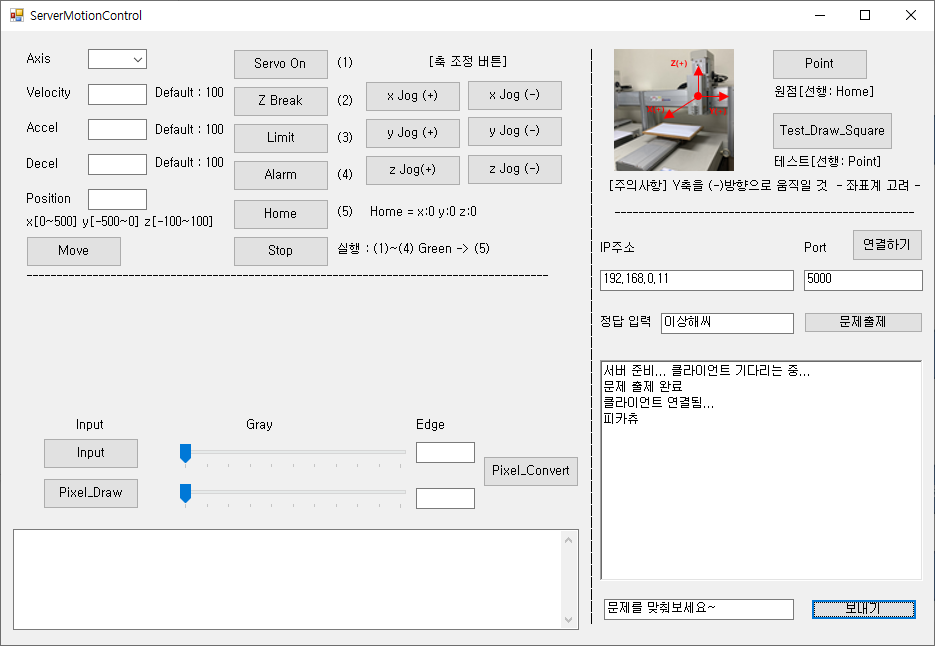 ServerMotionControl
Axis
Velocity
Default : 100
Accel
Default : 100
Decel
Default : 100
Position
x[0~500] y[-500~0] z[-100~100]
Move
Servo On
(1)
Z Break
(2)
Limit
(3)
Alarm
(4)
Home
(5)
Home = x:0 y:0 z:0
Stop
실행 : (1)~(4) Green -> (5)
[축 조정 버튼]
x Jog (+)
x Jog (-)
y Jog (+)
y Jog (-)
z Jog(+)
z Jog (-)
Z(+)
Point
원점[선행: Home]
Test_Draw_Square
테스트[선행: Point]
[주의사항] Y축을 (-)방향으로 움직일 것 - 좌표계 고려 -
IP주소
Port
연결하기
192,168,0,11
5000
정답 입력
이상해씨
문제출제
서버 준비... 클라이언트 기다리는 중...
문제 출제 완료
클라이언트 연결됨...
피카츄
문제를 맞춰보세요~
보내기
Input
Gray
Edge
Input
Pixel_Draw
Pixel_Convert